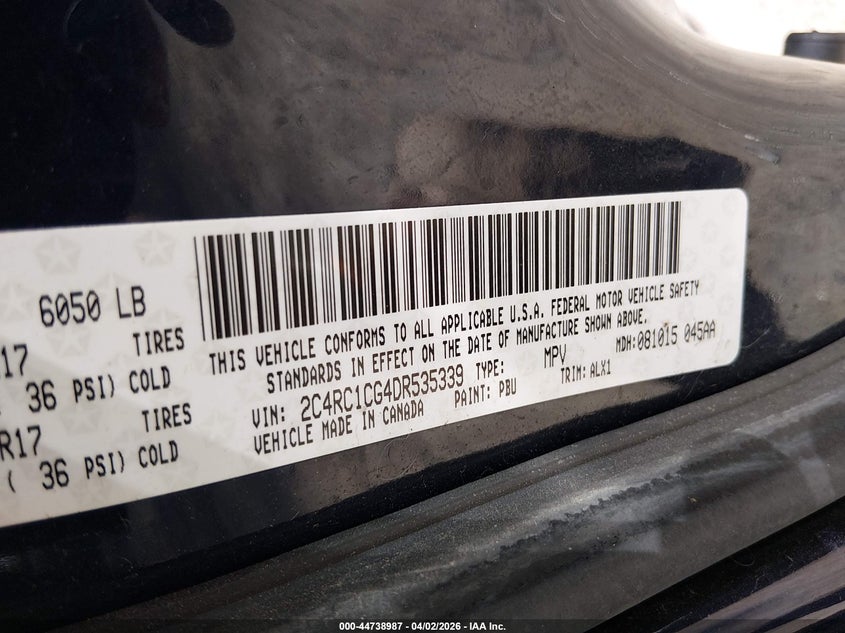 6050 LB
R17 TIRES
36 PSI) COLD
R17 TIRES
( 36 PSI) COLD
THIS VEHICLE CONFORMS TO ALL APPLICABLE U.S.A. FEDERAL MOTOR VEHICLE SAFETY
STANDARDS IN EFFECT ON THE DATE OF MANUFACTURE SHOWN ABOVE.
VIN: 2C4RC1CG4DR535339 TYPE: MPV MDH: 081015 045AA
VEHICLE MADE IN CANADA PAINT: PBU TRIM: ALX1
000-44738987 - 04/02/2026 - IAA Inc.